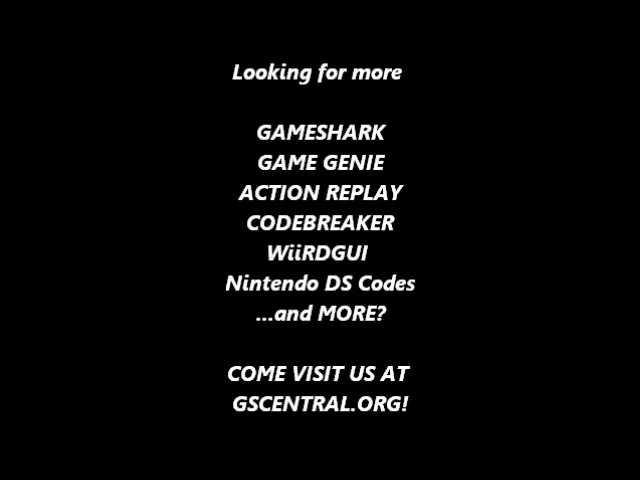 Looking for more
GAMESHARK
GAME GENIE
ACTION REPLAY
CODEBREAKER
WiiRDGUI
Nintendo DS Codes
...and MORE?
COME VISIT US AT
GSCENTRAL.ORG!